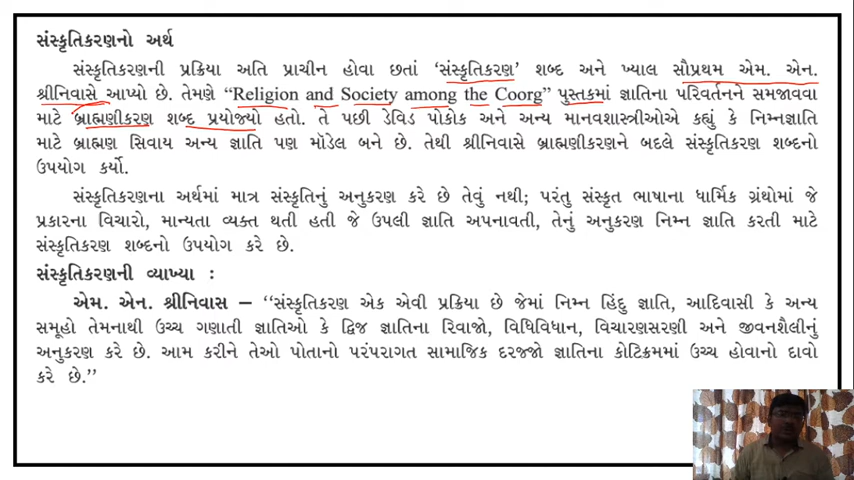 સંસ્કૃતિકરણનો અર્થ
સંસ્કૃતિકરણની પ્રક્રિયા અતિ પ્રાચીન હોવા છતાં ‘સંસ્કૃતિકરણ’ શબ્દ અને ખ્યાલ સૌપ્રથમ એમ. એન.
શ્રીનિવાસે આપ્યો છે. તેમણે “Religion and Society among the Coorg” પુસ્તકમાં જ્ઞાતિના પરિવર્તનને સમજાવવા
માટે બ્રાહ્મણીકરણ શબ્દ પ્રયોજ્યો હતો. તે પછી ડેવિડ પોકોક અને અન્ય માનવશાસ્ત્રીઓએ કહ્યું કે નિમ્નજ્ઞાતિ
માટે બ્રાહ્મણ સિવાય અન્ય જ્ઞાતિ પણ મૉડેલ બને છે. તેથી શ્રીનિવાસે બ્રાહ્મણીકરણને બદલે સંસ્કૃતિકરણ શબ્દનો
ઉપયોગ કર્યો.
સંસ્કૃતિકરણના અર્થમાં માત્ર સંસ્કૃતિનું અનુકરણ કરે છે તેવું નથી; પરંતુ સંસ્કૃત ભાષાના ધાર્મિક ગ્રંથોમાં જે
પ્રકારના વિચારો, માન્યતા વ્યક્ત થતી હતી જે ઉપલી જ્ઞાતિ અપનાવતી, તેનું અનુકરણ નિમ્ન જ્ઞાતિ કરતી માટે
સંસ્કૃતિકરણ શબ્દનો ઉપયોગ કરે છે.
સંસ્કૃતિકરણની વ્યાખ્યા :
એમ. એન. શ્રીનિવાસ – ‘‘સંસ્કૃતિકરણ એક એવી પ્રક્રિયા છે જેમાં નિમ્ન હિંદુ જ્ઞાતિ, આદિવાસી કે અન્ય
સમૂહો તેમનાથી ઉચ્ચ ગણાતી જ્ઞાતિઓ કે દ્વિજ જ્ઞાતિના રિવાજો, વિધિવિધાન, વિચારણસરણી અને જીવનશૈલીનું
અનુકરણ કરે છે. આમ કરીને તેઓ પોતાનો પરંપરાગત સામાજિક દરજ્જો જ્ઞાતિના કોટિક્રમમાં ઉચ્ચ હોવાનો દાવો
કરે છે.’’